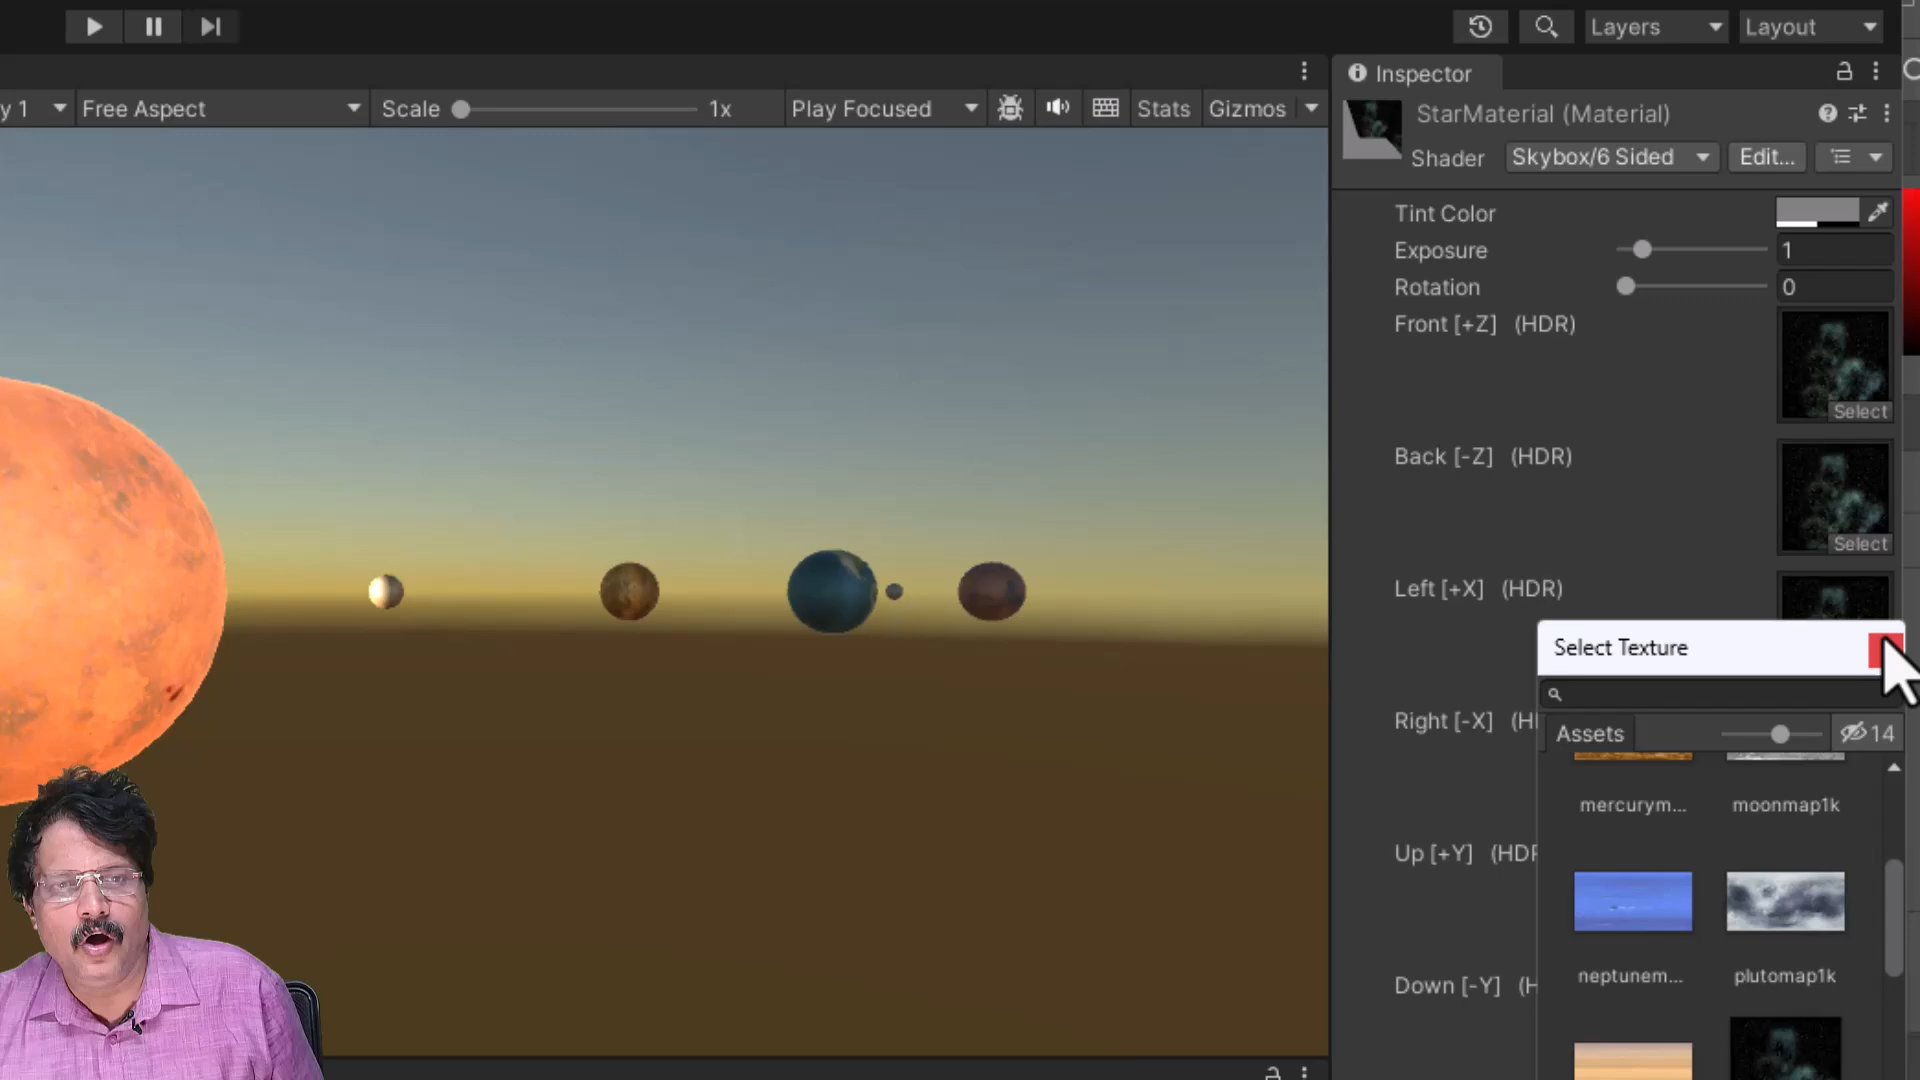 Layers
Layout
Inspector
y 1
Free Aspect
Scale
1x
Play Focused
Stats
Gizmos
StarMaterial (Material)
Shader
Skybox/6 Sided
Edit...
Tint Color
Exposure
1
Rotation
0
Front [+Z] (HDR)
Select
Back [-Z] (HDR)
Select
Left [+X] (HDR)
Select Texture
Right [-X] (H
Assets
14
mercurym...
moonmap1k
Up [+Y] (HDR
neptunem...
plutomap1k
Down [-Y] (H